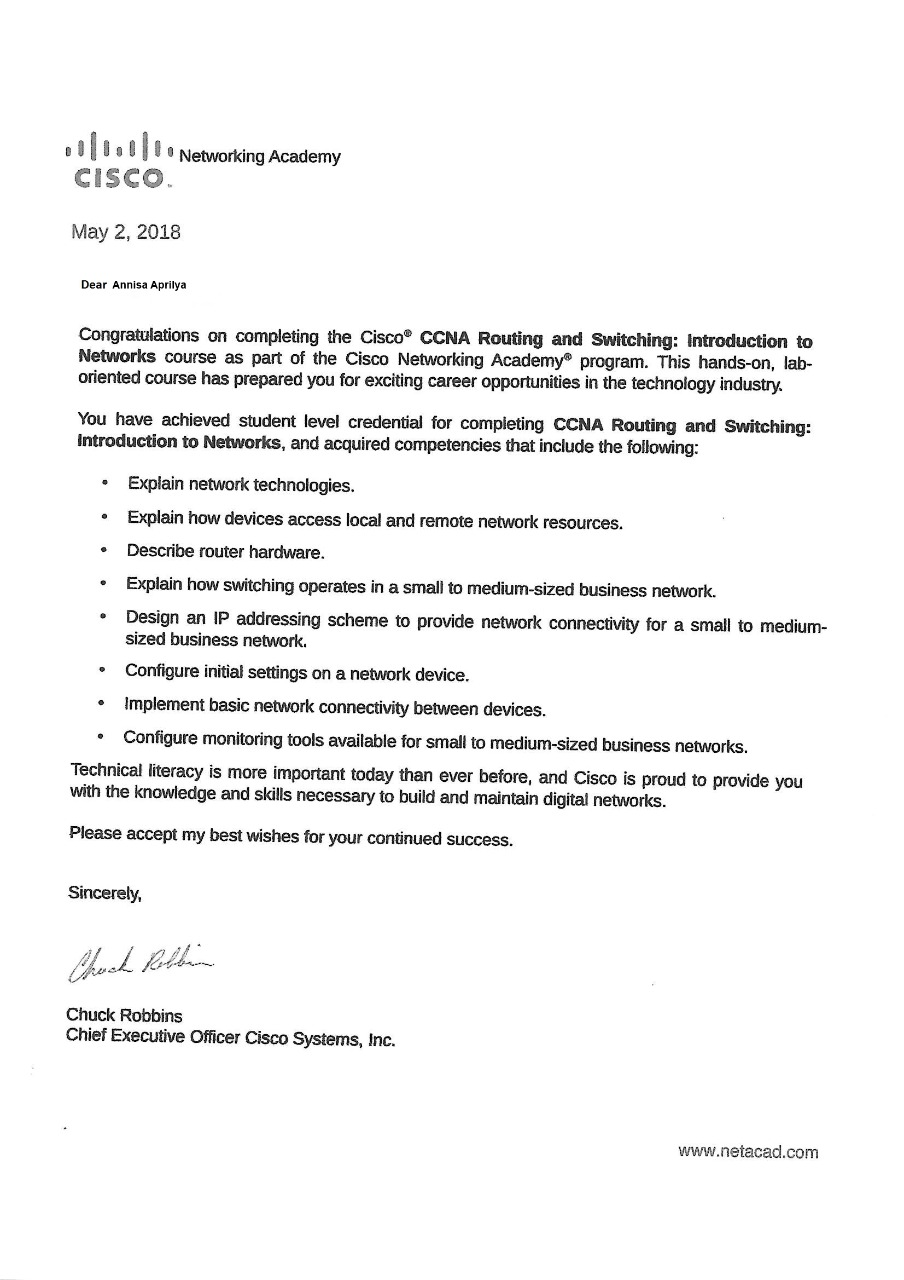 Networking Academy
CISCO™
May 2, 2018
Dear Annisa Aprilya
Congratulations on completing the Cisco® CCNA Routing and Switching: Introduction to
Networks course as part of the Cisco Networking Academy® program. This hands-on, lab-
oriented course has prepared you for exciting career opportunities in the technology industry.
You have achieved student level credential for completing CCNA Routing and Switching:
Introduction to Networks, and acquired competencies that include the following:
• Explain network technologies.
• Explain how devices access local and remote network resources.
• Describe router hardware.
• Explain how switching operates in a small to medium-sized business network.
• Design an IP addressing scheme to provide network connectivity for a small to medium-
sized business network.
• Configure initial settings on a network device.
• Implement basic network connectivity between devices.
• Configure monitoring tools available for small to medium-sized business networks.
Technical literacy is more important today than ever before, and Cisco is proud to provide you
with the knowledge and skills necessary to build and maintain digital networks.
Please accept my best wishes for your continued success.
Sincerely,
Chuck Robbins
Chuck Robbins
Chief Executive Officer Cisco Systems, Inc.
www.netacad.com